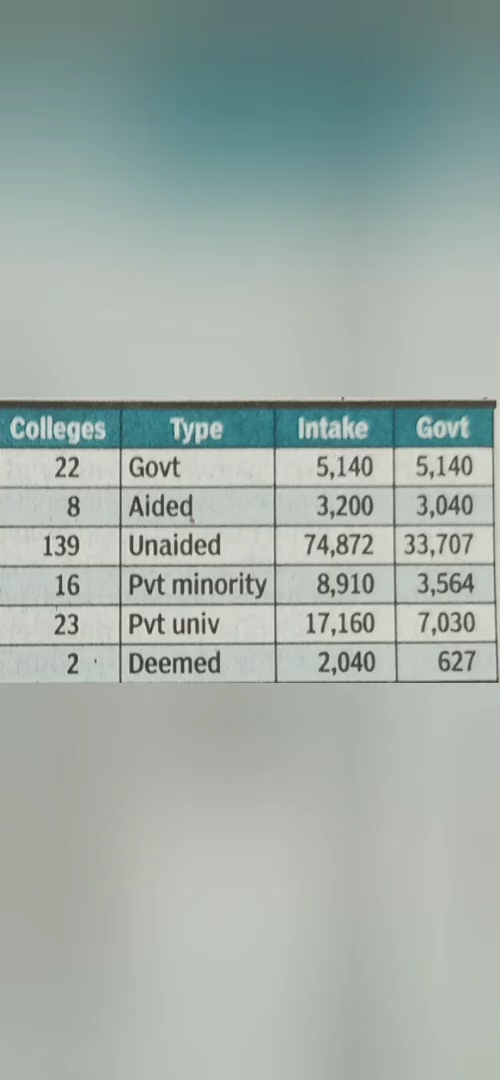 Colleges Type Intake Govt
22 Govt 5,140 5,140
8 Aided 3,200 3,040
139 Unaided 74,872 33,707
16 Pvt minority 8,910 3,564
23 Pvt univ 17,160 7,030
2 Deemed 2,040 627